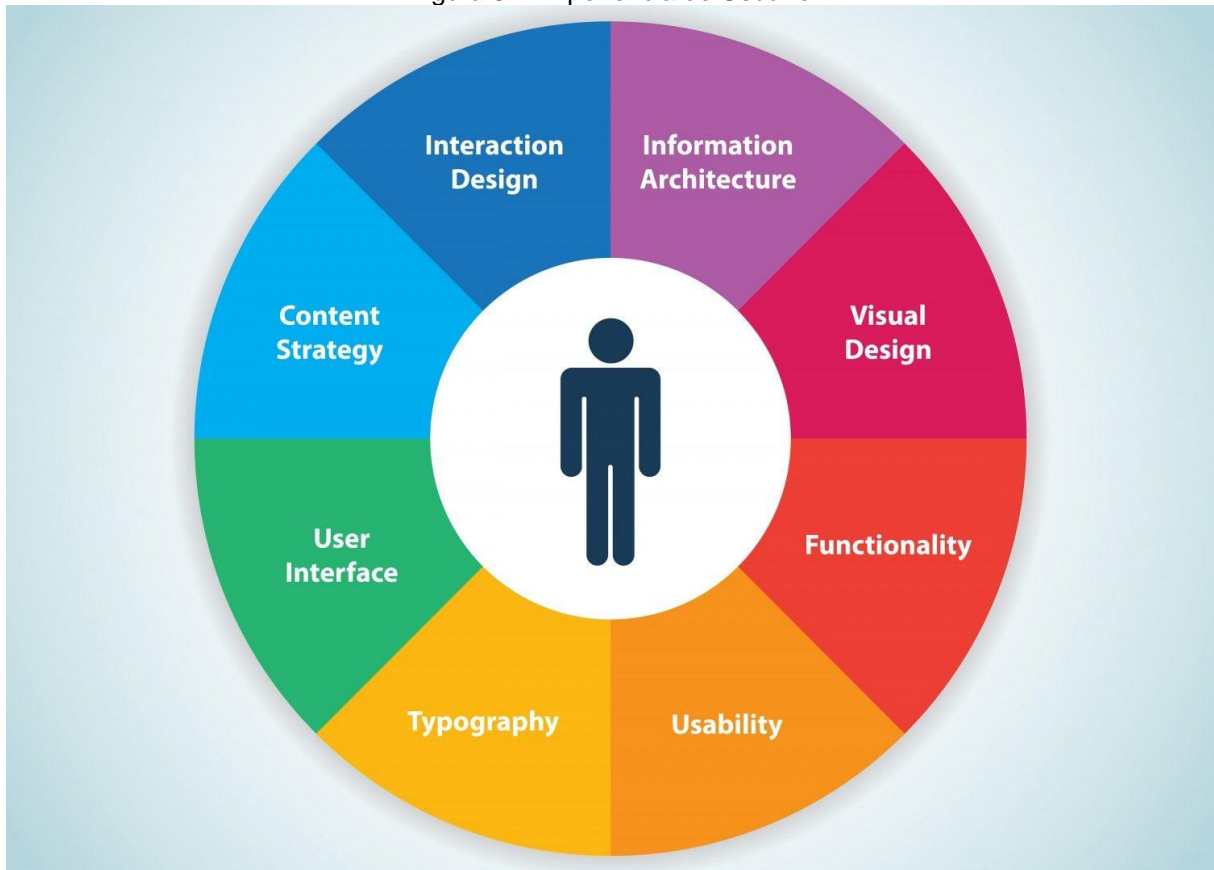 Interaction
Design
Information
Architecture
Visual
Design
Functionality
Usability
Typography
User
Interface
Content
Strategy